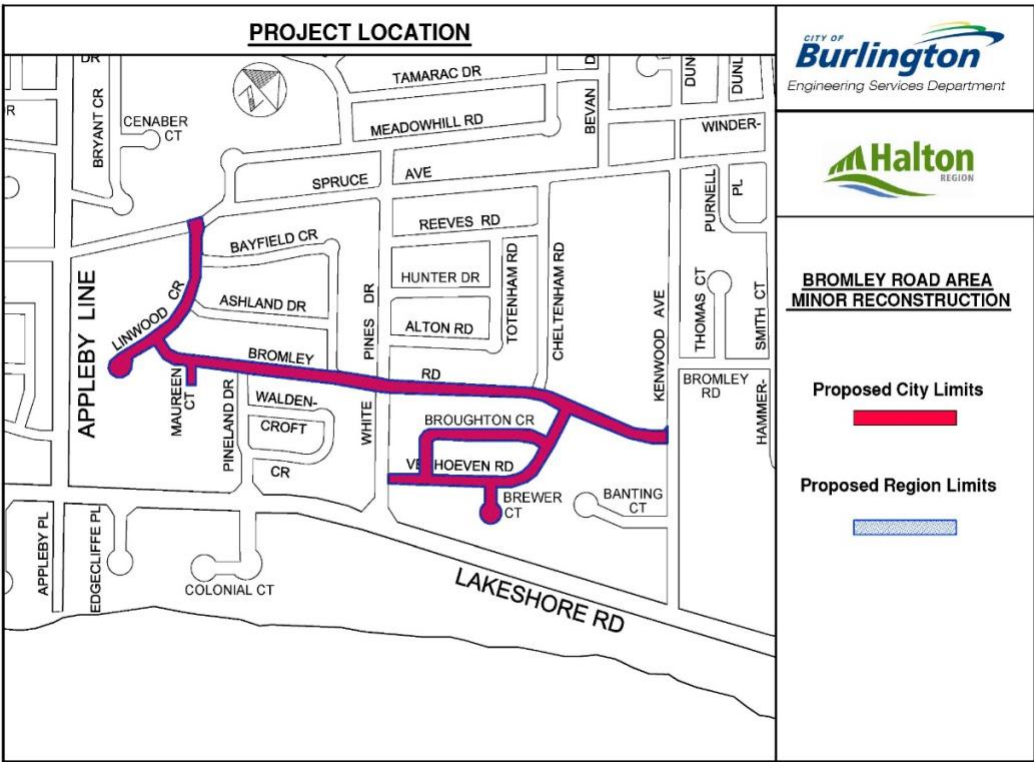 PROJECT LOCATION
CITY OF
Burlington
Engineering Services Department
Halton
REGION
BROMLEY ROAD AREA
MINOR RECONSTRUCTION
Proposed City Limits
Proposed Region Limits
DR
R
BRYANT CR
CENABER
CT
N
TAMARAC DR
MEADOWHILL RD
BEVAN
D
DUN
DUNL
WINDER-
SPRUCE AVE
PURNELL
PL
REEVES RD
BAYFIELD CR
HUNTER DR
ASHLAND DR
ALTON RD
TOTENHAM RD
CHELTENHAM RD
KENWOOD AVE
THOMAS CT
SMITH CT
APPLEBY LINE
LINWOOD CR
PINES DR
BROMLEY RD
BROMLEY
RD
MAUREEN
CT
PINELAND DR
WALDEN-
CROFT
CR
WHITE
BROUGHTON CR
HOEVEN RD
BREWER
CT
BANTING
CT
HAMMER-
APPLEBY PL
EDGECLIFFE PL
COLONIAL CT
LAKESHORE RD